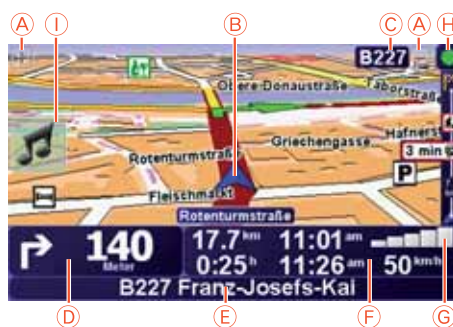 A I B C A H
B227
Obere Donaustraße
Taborstraße
Griechengasse
Hafners
3 min
Rotenturmstraße
P
Fleischmarkt
Rotenturmstraße
140
Meter
17.7 km 11:01 am
0:25 h 11:26 am 50 km/h
B227 Franz-Josefs-Kai
D E F G